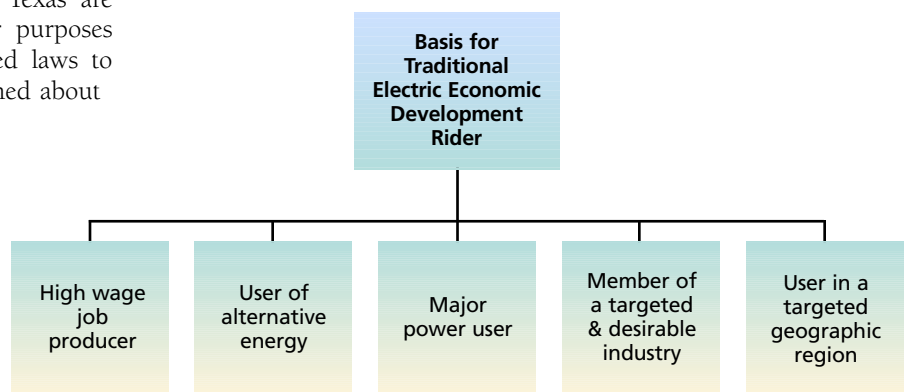 Texas are
purposes
ed laws to
ned about
Basis for
Traditional
Electric Economic
Development
Rider
High wage
job
producer
User of
alternative
energy
Major
power user
Member of
a targeted
& desirable
industry
User in a
targeted
geographic
region